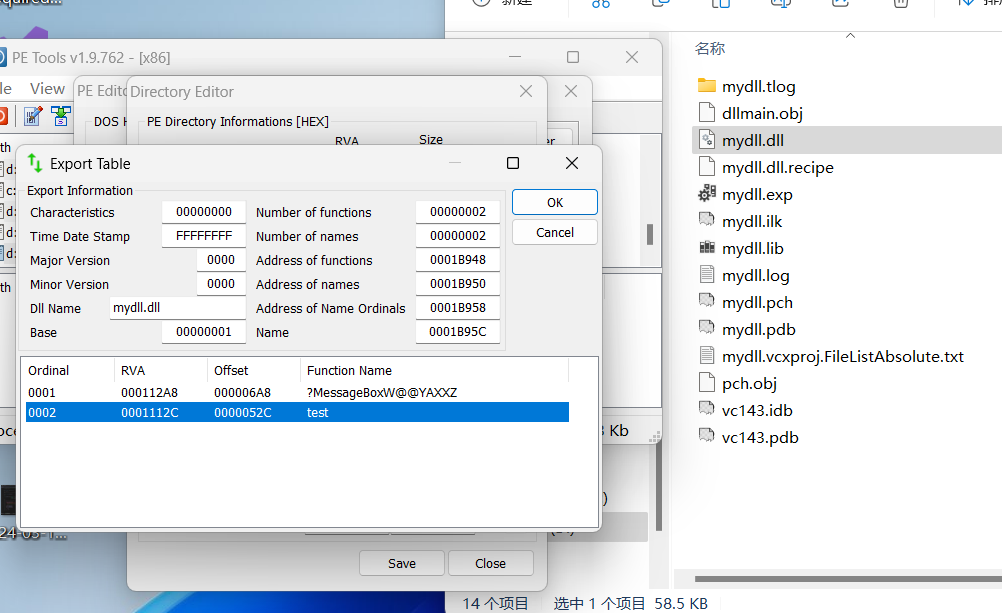 新建
PE Tools v1.9.762 - [x86]
View
PE Edito
Directory Editor
DOS H
PE Directory Informations [HEX]
RVA
Size
Export Table
Export Information
Characteristics 00000000 Number of functions 00000002
Time Date Stamp FFFFFFFF Number of names 00000002
Major Version 0000 Address of functions 0001B948
Minor Version 0000 Address of names 0001B950
Dll Name mydll.dll Address of Name Ordinals 0001B958
Base 00000001 Name 0001B95C
OK
Cancel
Ordinal RVA Offset Function Name
0001 000112A8 000006A8 ?MessageBoxW@@YAXXZ
0002 0001112C 0000052C test
Kb
Save
Close
名称
mydll.tlog
dllmain.obj
mydll.dll
mydll.dll.recipe
mydll.exp
mydll.ilk
mydll.lib
mydll.log
mydll.pch
mydll.pdb
mydll.vcxproj.FileListAbsolute.txt
pch.obj
vc143.idb
vc143.pdb
14 个项目 选中 1 个项目 58.5 KB